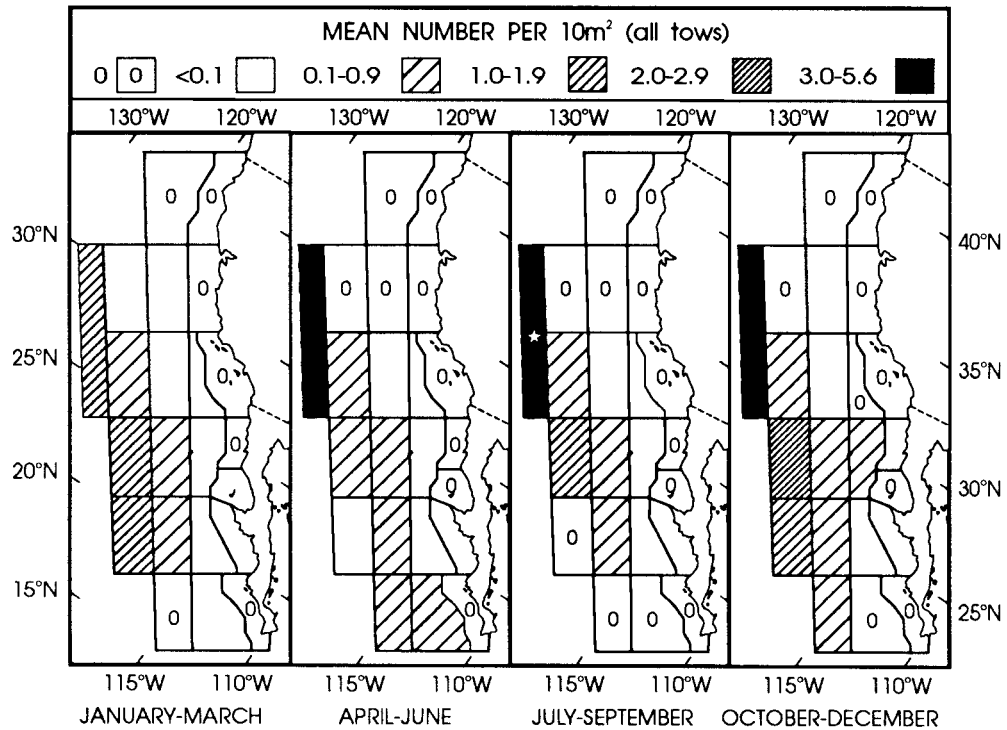 MEAN NUMBER PER 10m² (all tows)
0 0 <0.1 0.1-0.9 1.0-1.9 2.0-2.9 3.0-5.6
130°W 120°W 130°W 120°W 130°W 120°W 130°W 120°W
0 0 0 0 0 0 0 0
30°N 40°N
0 0 0 0 0 0 0 0 0
25°N 35°N
0 0 0 0
0
0 0 0
20°N 30°N
0 0 0
0
15°N 25°N
0 0 0 0 0 0 0 0 0
115°W 110°W 115°W 110°W 115°W 110°W 115°W 110°W
JANUARY-MARCH APRIL-JUNE JULY-SEPTEMBER OCTOBER-DECEMBER